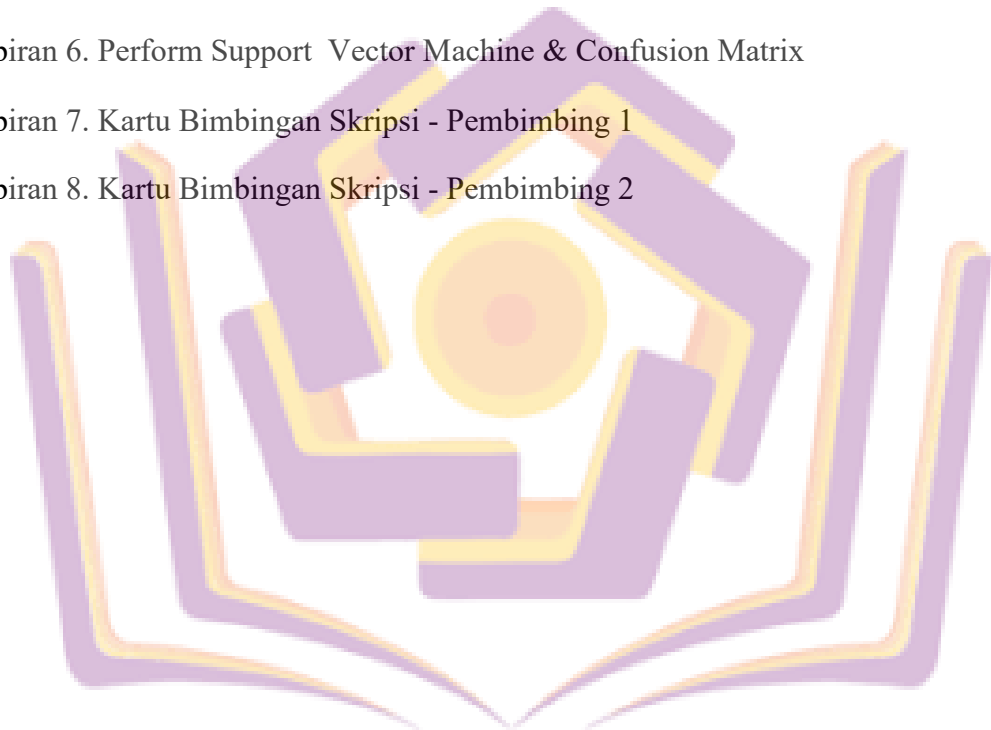 piran 6. Perform Support  Vector Machine & Confusion Matrix
piran 7. Kartu Bimbingan Skripsi - Pembimbing 1
piran 8. Kartu Bimbingan Skripsi - Pembimbing 2